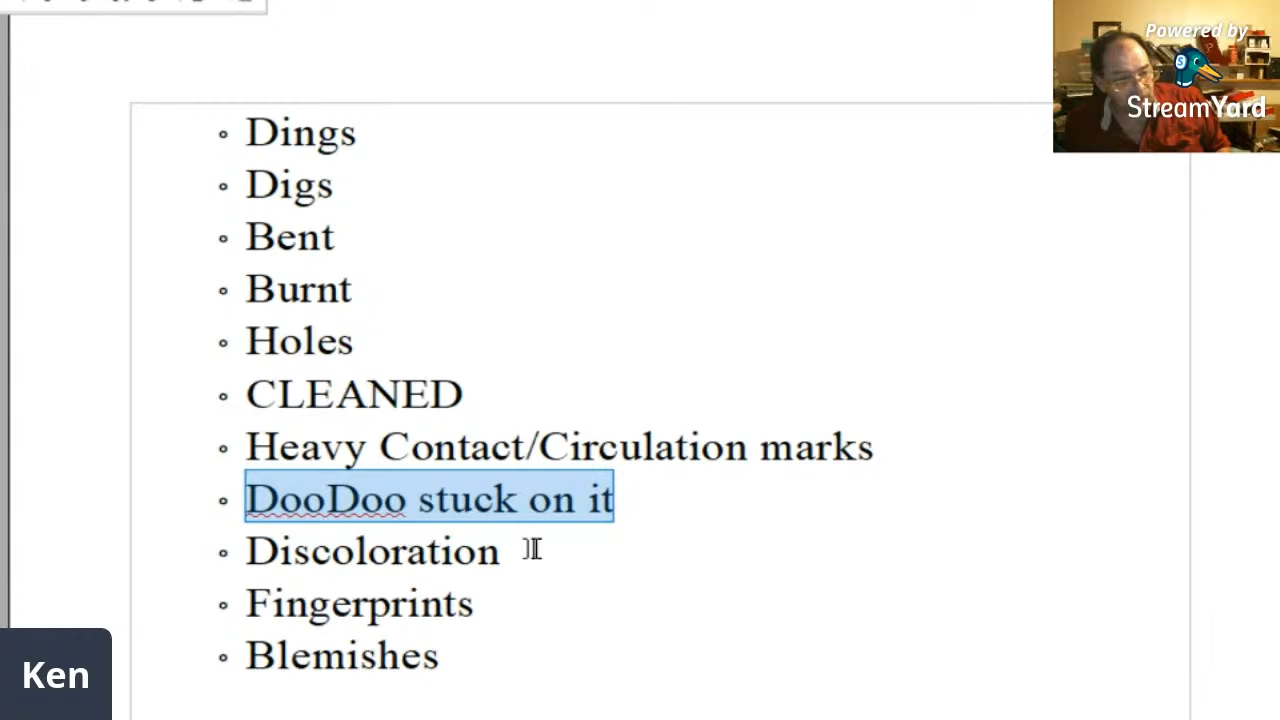 Powered by
StreamYard
Dings
Digs
Bent
Burnt
Holes
CLEANED
Heavy Contact/Circulation marks
DooDoo stuck on it
Discoloration
Fingerprints
Blemishes
Ken